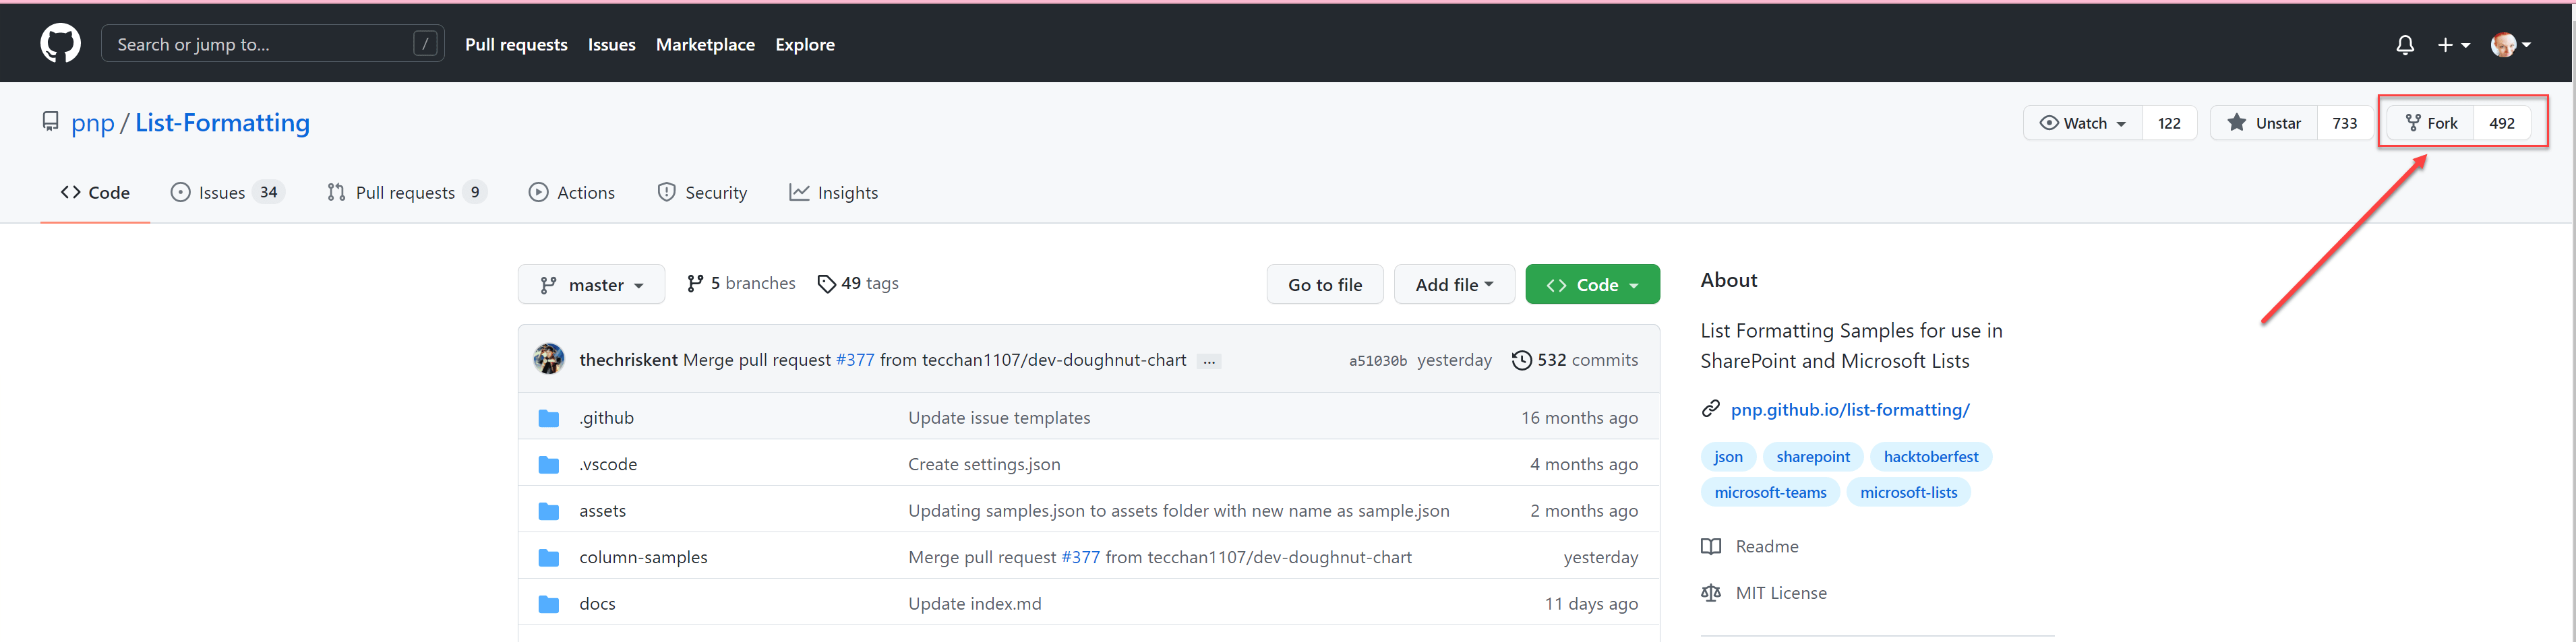 Search or jump to... / Pull requests Issues Marketplace Explore
pnp / List-Formatting Watch 122 Unstar 733 Fork 492
Code Issues 34 Pull requests 9 Actions Security Insights
master 5 branches 49 tags Go to file Add file Code
thechriskent Merge pull request #377 from tecchan1107/dev-doughnut-chart ... a51030b yesterday 532 commits
.github Update issue templates 16 months ago
.vscode Create settings.json 4 months ago
assets Updating samples.json to assets folder with new name as sample.json 2 months ago
column-samples Merge pull request #377 from tecchan1107/dev-doughnut-chart yesterday
docs Update index.md 11 days ago
About
List Formatting Samples for use in
SharePoint and Microsoft Lists
pnp.github.io/list-formatting/
json sharepoint hacktoberfest
microsoft-teams microsoft-lists
Readme
MIT License